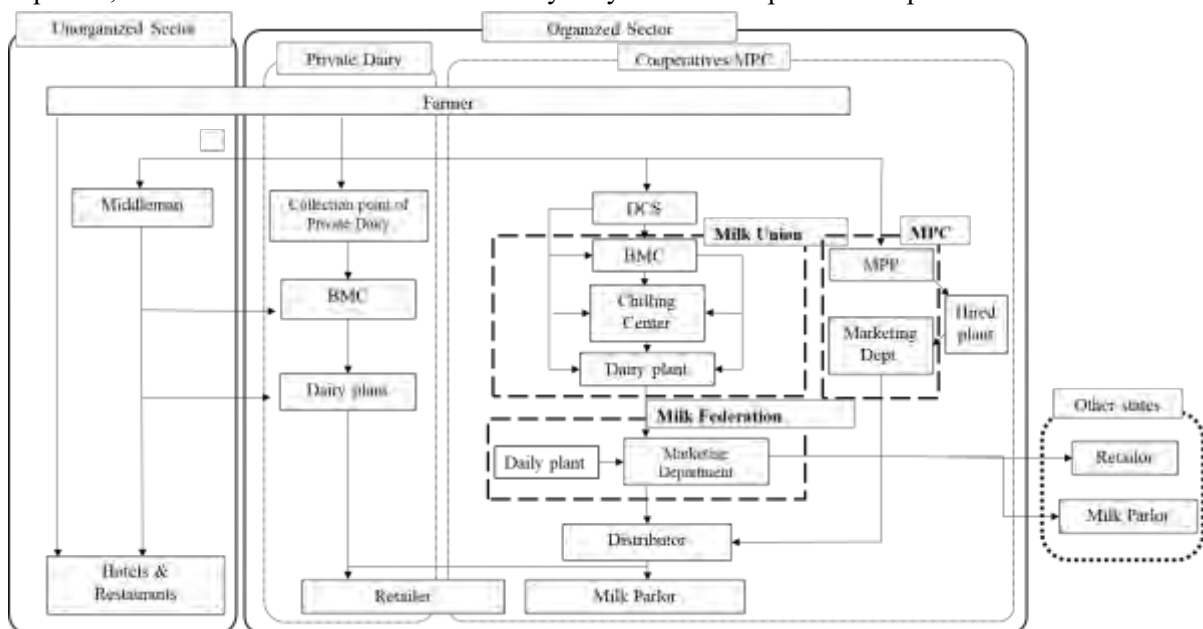 Unorganized Sector
Organized Sector
Private Dairy
Cooperatives/MPC
Farmer
Middleman
Collection point of
Private Dairy
DCS
Milk Union
MPC
BMC
MPP
BMC
Chilling
Center
Hired
plant
Marketing
Dept
Dairy plant
Dairy plant
Milk Federation
Other states
Daily plant
Marketing
Department
Retailor
Milk Parlor
Distributor
Hotels &
Restaurants
Retailer
Milk Parlor